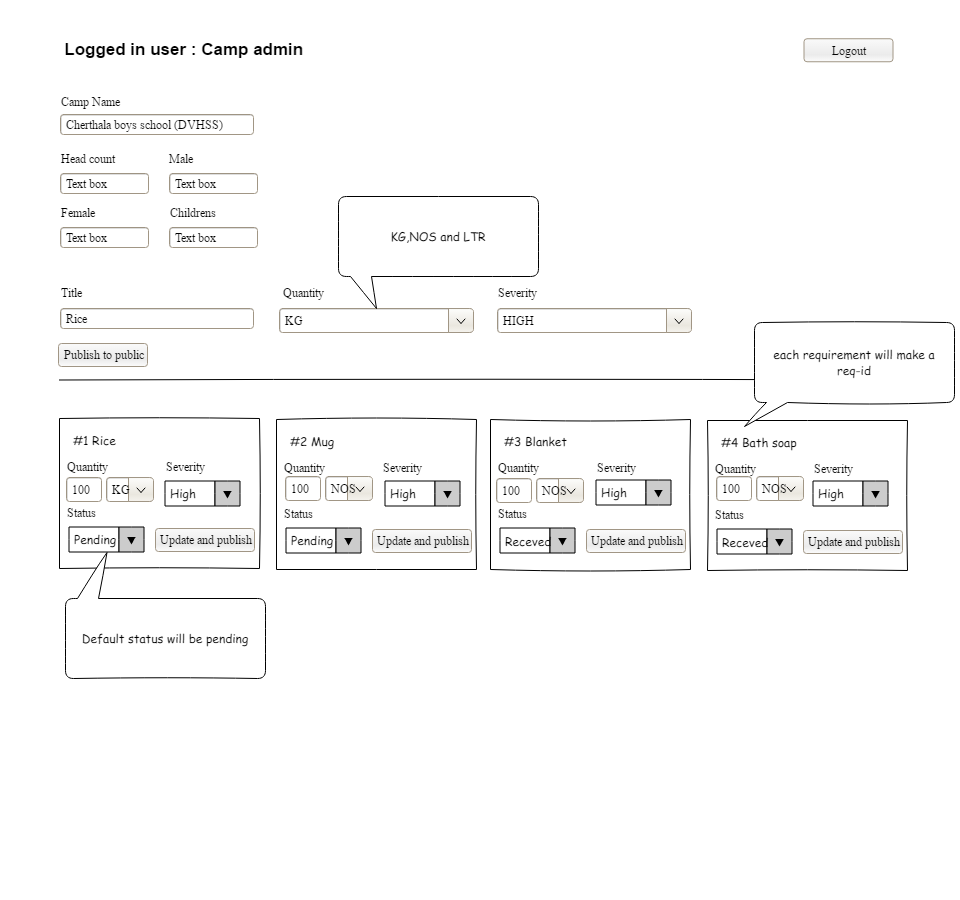 Logged in user : Camp admin
Logout
Camp Name
Cherthala boys school (DVHSS)
Head count
Male
Text box
Text box
Female
Childrens
Text box
Text box
KG,NOS and LTR
Title
Quantity
Severity
Rice
KG
HIGH
Publish to public
each requirement will make a
req-id
#1 Rice
Quantity
Severity
100
KG
High
Status
Pending
Update and publish
#2 Mug
Quantity
Severity
100
NOS
High
Status
Pending
Update and publish
#3 Blanket
Quantity
Severity
100
NOS
High
Status
Receved
Update and publish
#4 Bath soap
Quantity
Severity
100
NOS
High
Status
Receved
Update and publish
Default status will be pending